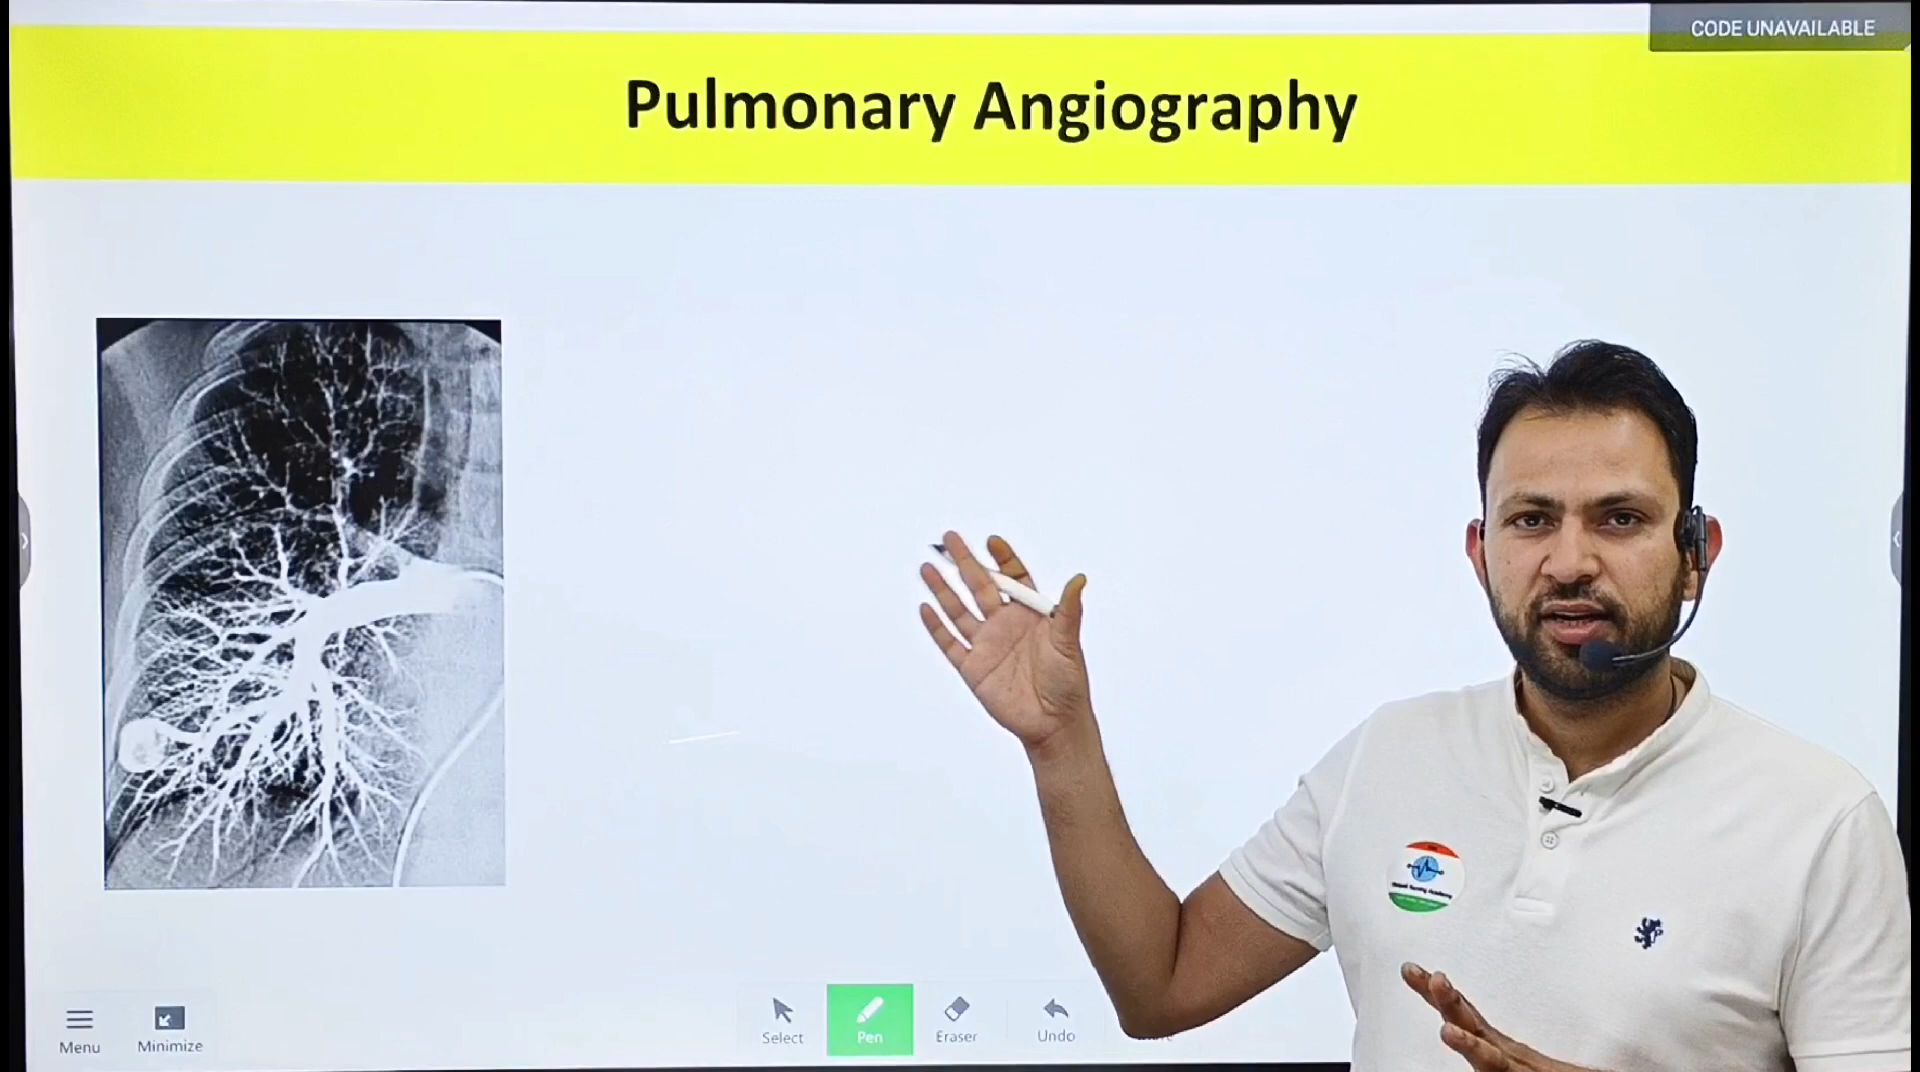 CODE UNAVAILABLE
Pulmonary Angiography
Menu
Minimize
Select
Pen
Eraser
Undo